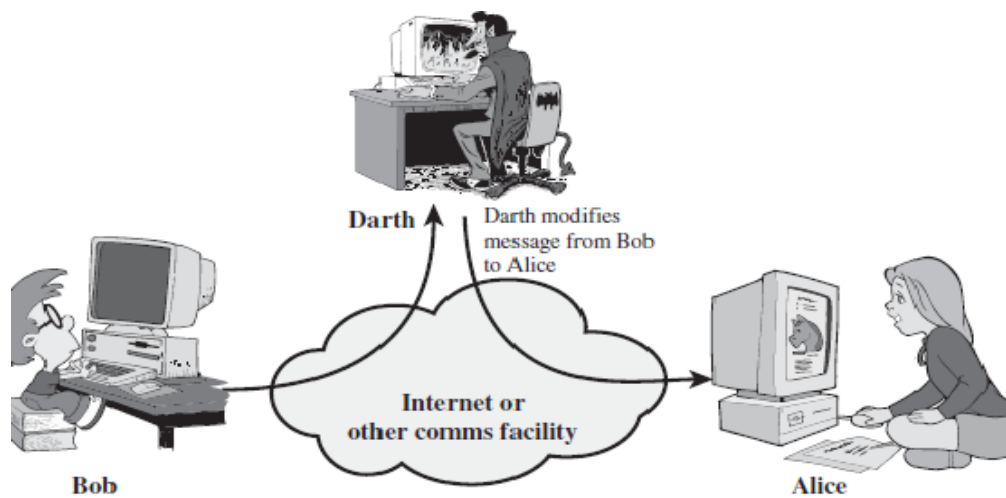 Darth
Darth modifies
message from Bob
to Alice
Internet or
other comms facility
Bob
Alice